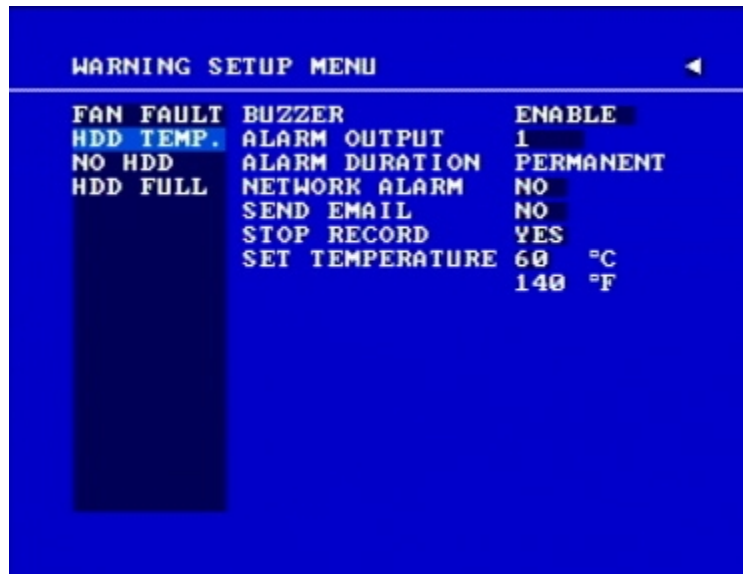 WARNING SETUP MENU
FAN FAULT BUZZER ENABLE
HDD TEMP. ALARM OUTPUT 1
NO HDD ALARM DURATION PERMANENT
HDD FULL NETWORK ALARM NO
SEND EMAIL NO
STOP RECORD YES
SET TEMPERATURE 60 °C
140 °F